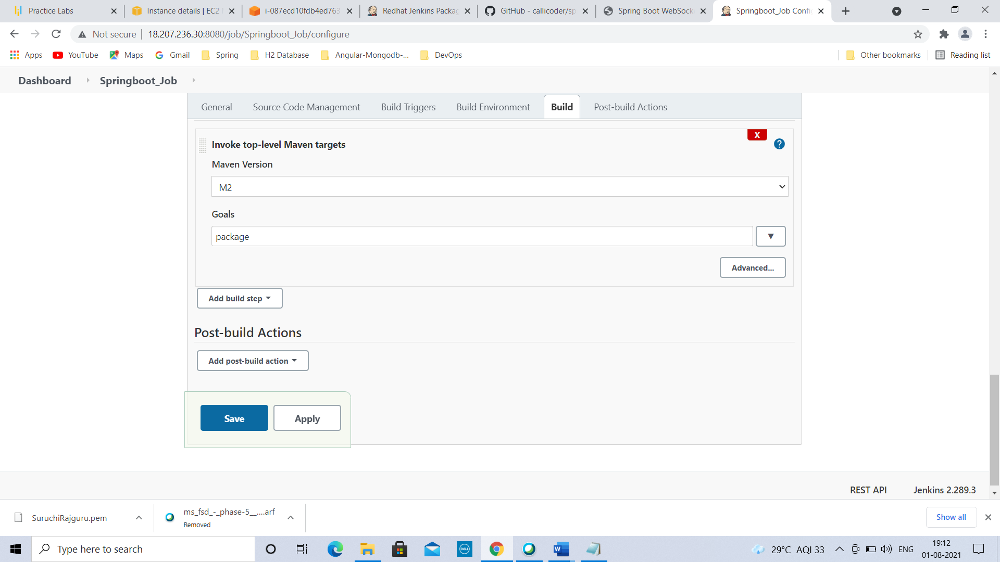 Practice Labs
Instance details | EC2
i-087ecd10fdb4ed763
Redhat Jenkins Packag
GitHub - callicoder/sp
Spring Boot WebSock
Springboot_Job Confi
Not secure
18.207.236.30:8080/job/Springboot_Job/configure
Apps
YouTube
Maps
Gmail
Spring
H2 Database
Angular-Mongodb-...
DevOps
Other bookmarks
Reading list
Dashboard
Springboot_Job
General
Source Code Management
Build Triggers
Build Environment
Build
Post-build Actions
X
Invoke top-level Maven targets
?
Maven Version
M2
Goals
package
Advanced...
Add build step
Post-build Actions
Add post-build action
Save
Apply
REST API
Jenkins 2.289.3
SuruchiRajguru.pem
ms_fsd_-_phase-5__....arf
Removed
Show all
Type here to search
DELL
W
29°C AQI 33
ENG
19:12
01-08-2021